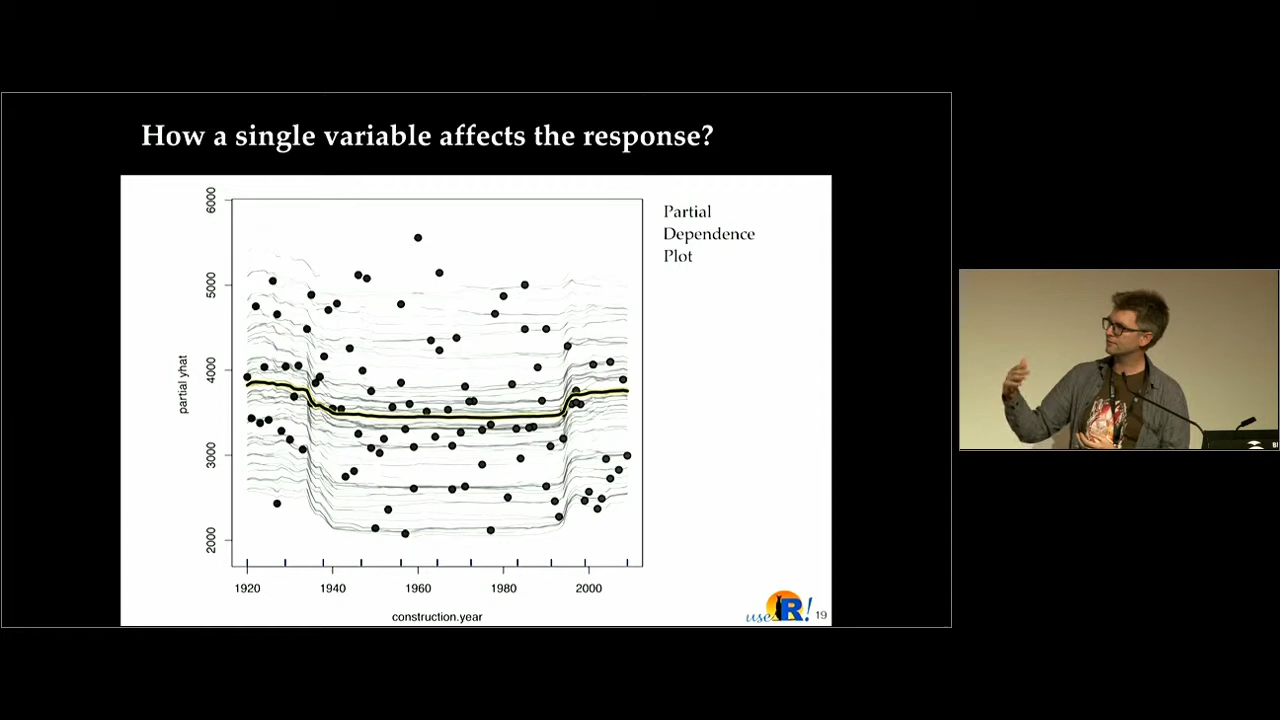 How a single variable affects the response?
Partial
Dependence
Plot
6000
5000
4000
3000
2000
partial yhat
1920 1940 1960 1980 2000
construction.year
useR! 19